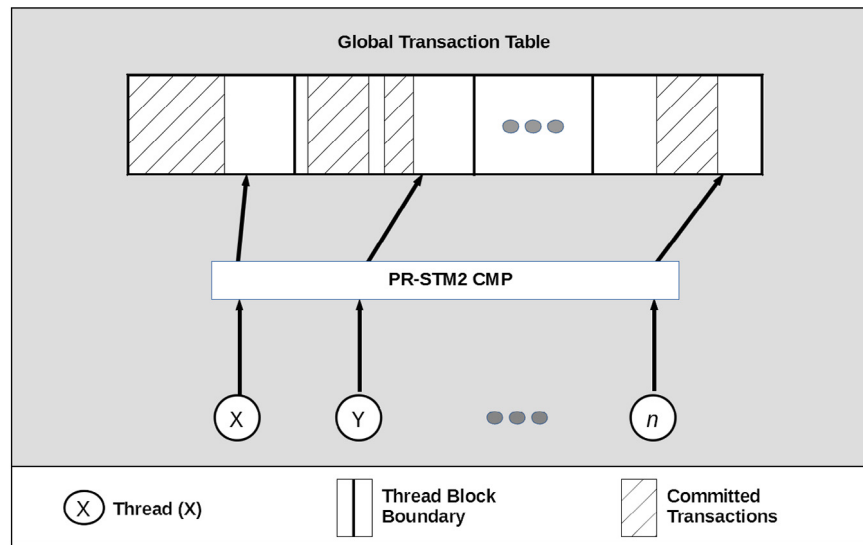 Global Transaction Table
PR-STM2 CMP
X
Y
n
X
Thread (X)
Thread Block
Boundary
Committed
Transactions